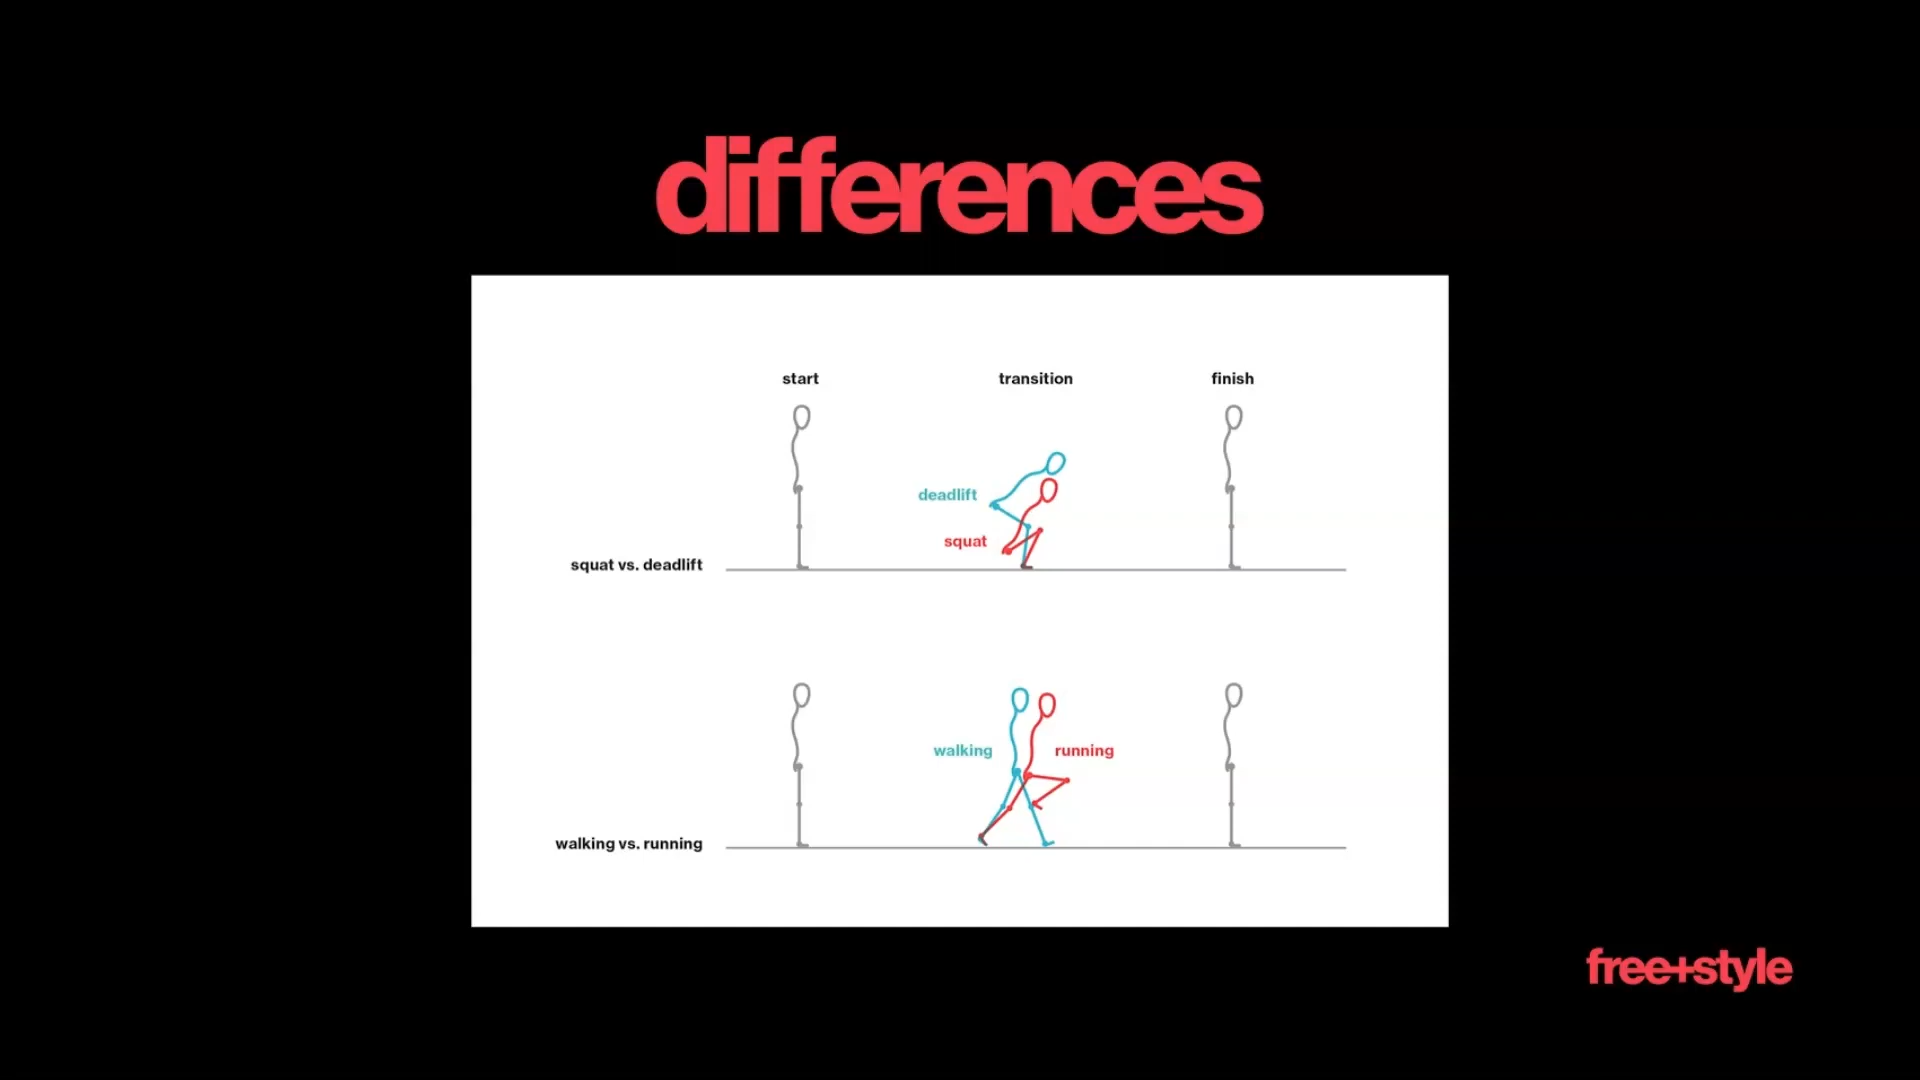 differences
start transition finish
deadlift
squat
squat vs. deadlift
walking running
walking vs. running
free+style